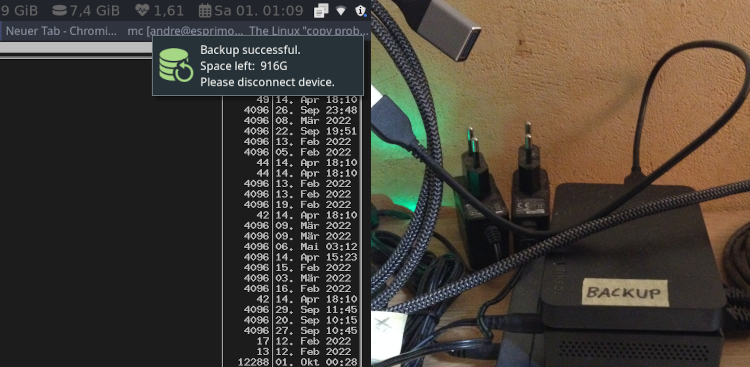 9 GiB 7,4 GiB 1,61 Sa 01. 01:09
Neuer Tab - Chromi... mc [andre@esprimo... The Linux "copy prob...
Backup successful.
Space left: 916G
Please disconnect device.
49 14. Apr 18:10
4096 26. Sep 23:48
4096 08. Mär 2022
4096 22. Sep 19:51
4096 13. Feb 2022
4096 05. Feb 2022
44 14. Apr 18:10
44 14. Apr 18:10
4096 13. Feb 2022
4096 13. Feb 2022
4096 19. Feb 2022
42 14. Apr 18:10
4096 09. Mär 2022
4096 09. Mär 2022
4096 06. Mai 03:12
4096 14. Apr 15:23
4096 15. Feb 2022
4096 03. Mär 2022
4096 16. Feb 2022
42 14. Apr 18:10
4096 29. Sep 11:45
4096 20. Sep 10:15
4096 27. Sep 10:45
17 12. Feb 2022
13 12. Feb 2022
12288 01. Okt 00:28
BACKUP